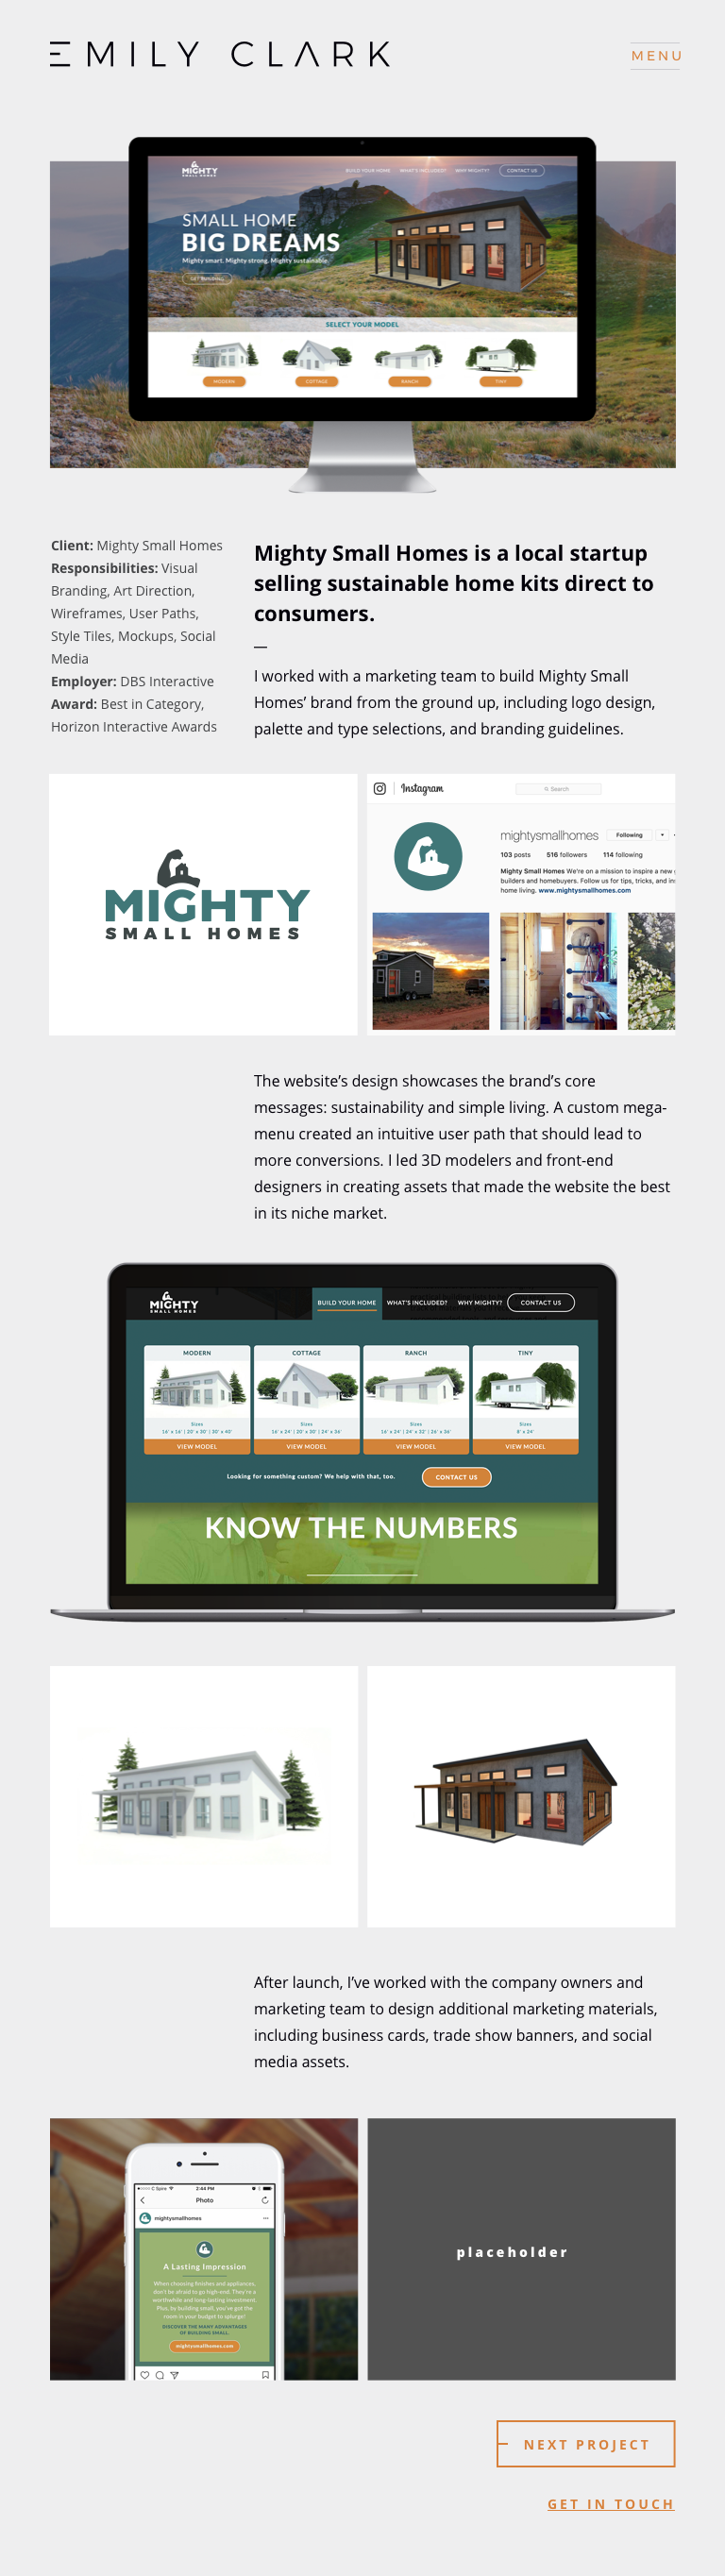 EMILY CLARK
MENU
MIGHTY
SMALL HOMES
BUILD YOUR HOME WHAT'S INCLUDED? WHY MIGHTY? CONTACT US
SMALL HOME
BIG DREAMS
Mighty smart. Mighty strong. Mighty sustainable.
GET BUILDING
SELECT YOUR MODEL
MODERN COTTAGE RANCH TINY
Client: Mighty Small Homes
Responsibilities: Visual
Branding, Art Direction,
Wireframes, User Paths,
Style Tiles, Mockups, Social
Media
Employer: DBS Interactive
Award: Best in Category,
Horizon Interactive Awards
Mighty Small Homes is a local startup
selling sustainable home kits direct to
consumers.
—
I worked with a marketing team to build Mighty Small
Homes’ brand from the ground up, including logo design,
palette and type selections, and branding guidelines.
MIGHTY
SMALL HOMES
Instagram
Search
mightysmallhomes Following
103 posts 516 followers 114 following
Mighty Small Homes We're on a mission to inspire a new
builders and homebuyers. Follow us for tips, tricks, and in
home living. www.mightysmallhomes.com
The website’s design showcases the brand’s core
messages: sustainability and simple living. A custom mega-
menu created an intuitive user path that should lead to
more conversions. I led 3D modelers and front-end
designers in creating assets that made the website the best
in its niche market.
MIGHTY
SMALL HOMES
BUILD YOUR HOME WHAT'S INCLUDED? WHY MIGHTY? CONTACT US
MODERN COTTAGE RANCH TINY
Sizes Sizes Sizes Sizes
16' x 16' | 20' x 30' | 30' x 40' 16' x 24' | 20' x 30' | 24' x 36' 16' x 24' | 24' x 32' | 26' x 36' 8' x 24'
VIEW MODEL VIEW MODEL VIEW MODEL VIEW MODEL
Looking for something custom? We help with that, too. CONTACT US
KNOW THE NUMBERS
After launch, I’ve worked with the company owners and
marketing team to design additional marketing materials,
including business cards, trade show banners, and social
media assets.
C Spire 2:44 PM
Photo
mightysmallhomes
A Lasting Impression
When choosing finishes and appliances,
don't be afraid to go high-end. They're a
worthwhile and long-lasting investment.
Plus, by building small, you've got the
room in your budget to splurge!
DISCOVER THE MANY ADVANTAGES
OF BUILDING SMALL
mightysmallhomes.com
placeholder
NEXT PROJECT
GET IN TOUCH